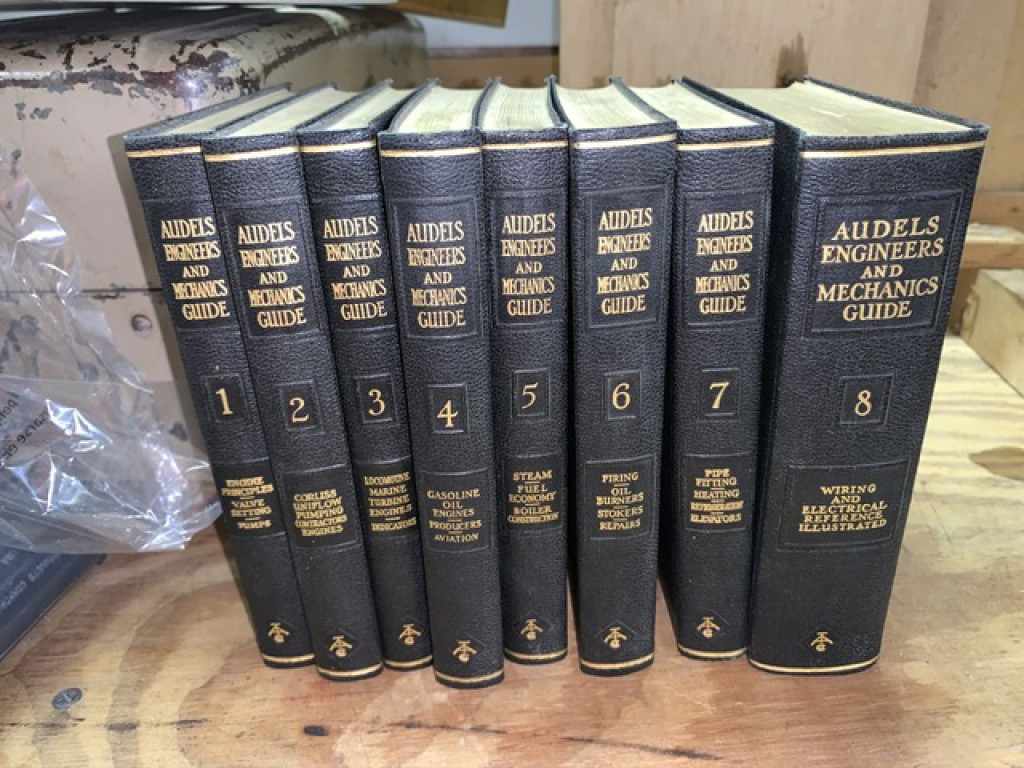 AUDELS
ENGINEERS
AND
MECHANICS
GUIDE
1
ENGINE
PRINCIPLES
VALVE
SETTING
PUMPS
AUDELS
ENGINEERS
AND
MECHANICS
GUIDE
2
CORLISS
UNIFLOW
PUMPING
CONTRACTORS
ENGINES
AUDELS
ENGINEERS
AND
MECHANICS
GUIDE
3
LOCOMOTIVE
MARINE
TURBINE
ENGINES
INDICATORS
AUDELS
ENGINEERS
AND
MECHANICS
GUIDE
4
GASOLINE
OIL
ENGINES
PRODUCERS
AVIATION
AUDELS
ENGINEERS
AND
MECHANICS
GUIDE
5
STEAM
FUEL
ECONOMY
BOILER
CONSTRUCTION
AUDELS
ENGINEERS
AND
MECHANICS
GUIDE
6
FIRING
OIL
BURNERS
STOKERS
REPAIRS
AUDELS
ENGINEERS
AND
MECHANICS
GUIDE
7
PIPE
FITTING
HEATING
REFRIGERATION
ELEVATORS
AUDELS
ENGINEERS
AND
MECHANICS
GUIDE
8
WIRING
AND
ELECTRICAL
REFERENCE
ILLUSTRATED